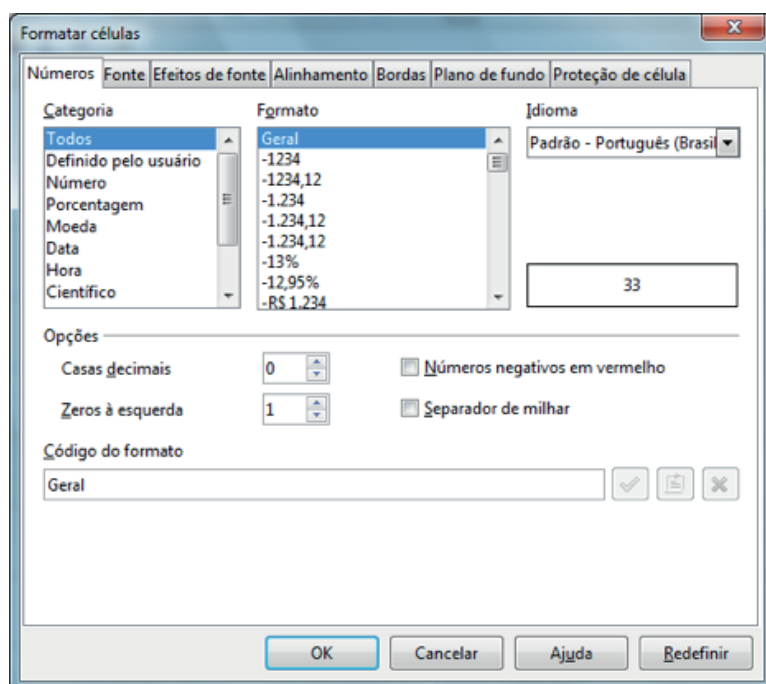 Formatar células
Números Fonte Efeitos de fonte Alinhamento Bordas Plano de fundo Proteção de célula
Categoria
Todos
Definido pelo usuário
Número
Porcentagem
Moeda
Data
Hora
Científico
Formato
Geral
-1234
-1234,12
-1.234
-1.234,12
-1.234,12
-13%
-12,95%
-R$ 1.234
Idioma
Padrão - Português (Brasil
33
Opções
Casas decimais 0
Números negativos em vermelho
Zeros à esquerda 1
Separador de milhar
Código do formato
Geral
OK Cancelar Ajuda Redefinir